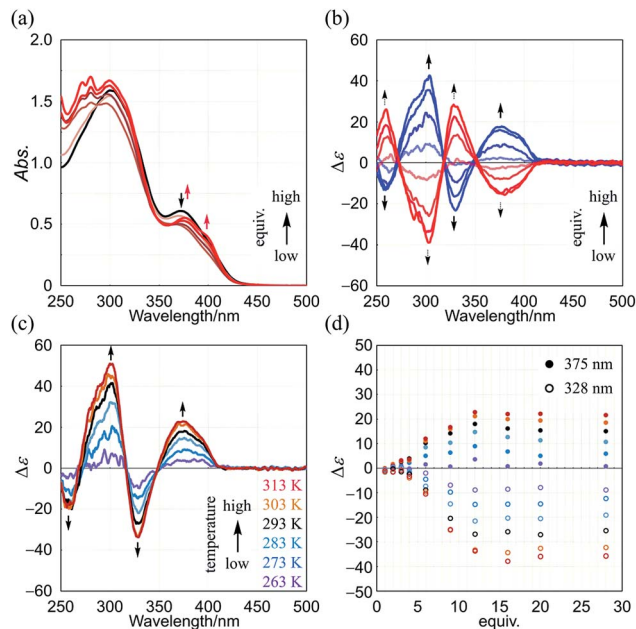 (a)
2.0
1.5
1.0
0.5
0
Abs.
250 300 350 400 450 500
Wavelength/nm
equiv.
high
low
(b)
60
40
20
0
−20
−40
−60
Δε
250 300 350 400 450 500
Wavelength/nm
equiv.
high
low
(c)
60
40
20
0
−20
−40
−60
Δε
250 300 350 400 450 500
Wavelength/nm
temperature
high
low
313 K
303 K
293 K
283 K
273 K
263 K
(d)
50
40
30
20
10
0
−10
−20
−30
−40
−50
Δε
0 5 10 15 20 25 30
equiv.
375 nm
328 nm